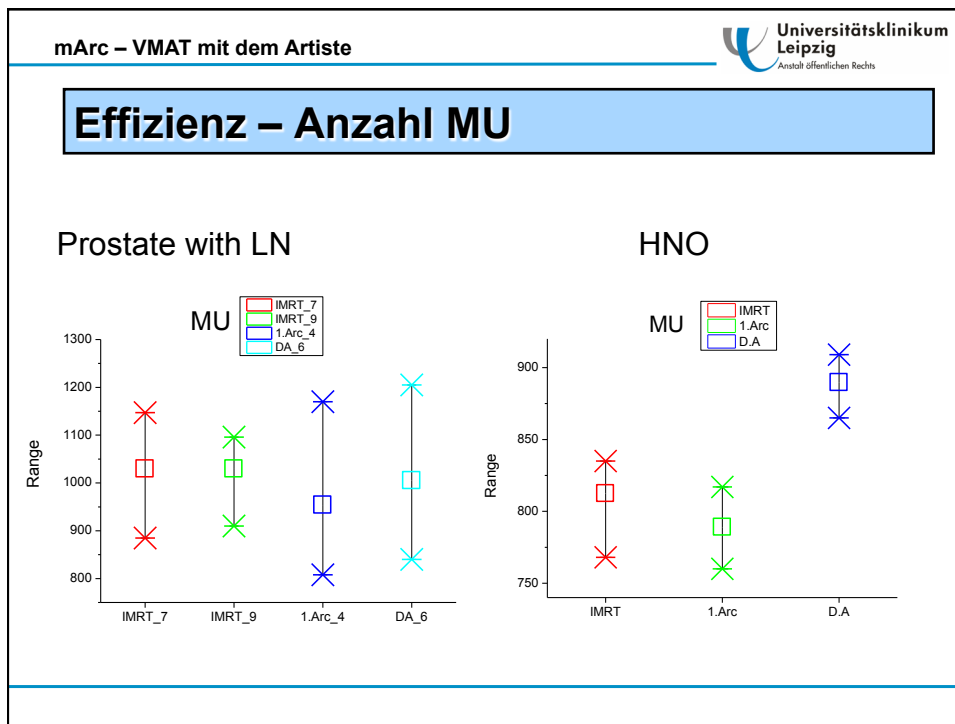 mArc – VMAT mit dem Artiste
Universitätsklinikum
Leipzig
Anstalt öffentlichen Rechts
Effizienz – Anzahl MU
Prostate with LN
HNO
MU
IMRT_7
IMRT_9
1.Arc_4
DA_6
1300
1200
1100
1000
900
800
Range
IMRT_7 IMRT_9 1.Arc_4 DA_6
MU
IMRT
1.Arc
D.A
900
850
800
750
Range
IMRT 1.Arc D.A